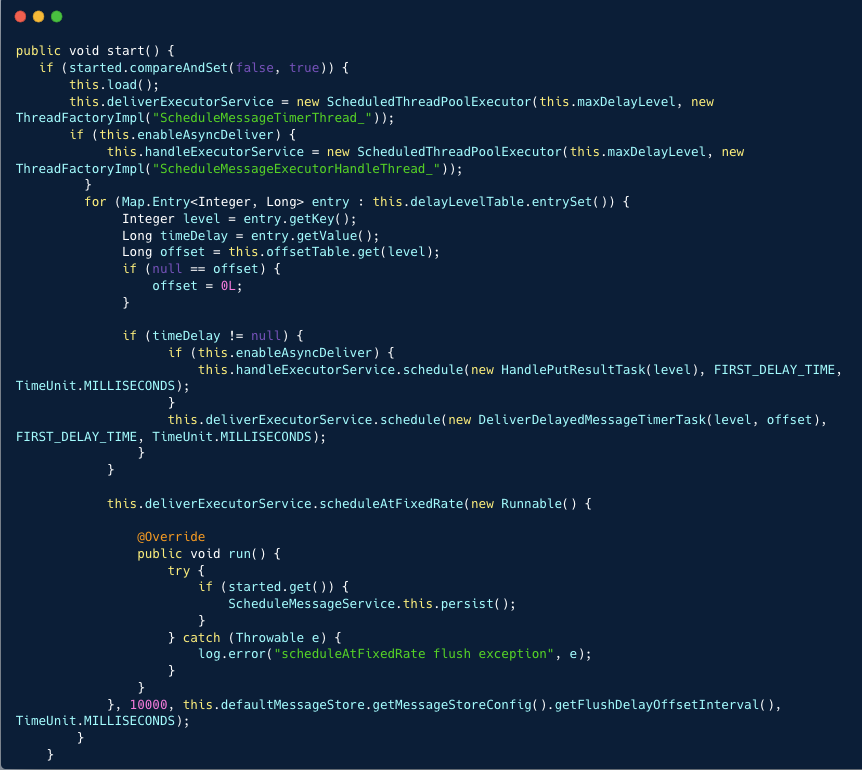 public void start() {
if (started.compareAndSet(false, true)) {
this.load();
this.deliverExecutorService = new ScheduledThreadPoolExecutor(this.maxDelayLevel, new
ThreadFactoryImpl("ScheduleMessageTimerThread_"));
if (this.enableAsyncDeliver) {
this.handleExecutorService = new ScheduledThreadPoolExecutor(this.maxDelayLevel, new
ThreadFactoryImpl("ScheduleMessageExecutorHandleThread_"));
}
for (Map.Entry<Integer, Long> entry : this.delayLevelTable.entrySet()) {
Integer level = entry.getKey();
Long timeDelay = entry.getValue();
Long offset = this.offsetTable.get(level);
if (null == offset) {
offset = 0L;
}
if (timeDelay != null) {
if (this.enableAsyncDeliver) {
this.handleExecutorService.schedule(new HandlePutResultTask(level), FIRST_DELAY_TIME,
TimeUnit.MILLISECONDS);
}
this.deliverExecutorService.schedule(new DeliverDelayedMessageTimerTask(level, offset),
FIRST_DELAY_TIME, TimeUnit.MILLISECONDS);
}
}
this.deliverExecutorService.scheduleAtFixedRate(new Runnable() {
@Override
public void run() {
try {
if (started.get()) {
ScheduleMessageService.this.persist();
}
} catch (Throwable e) {
log.error("scheduleAtFixedRate flush exception", e);
}
}
}, 10000, this.defaultMessageStore.getMessageStoreConfig().getFlushDelayOffsetInterval(),
TimeUnit.MILLISECONDS);
}
}